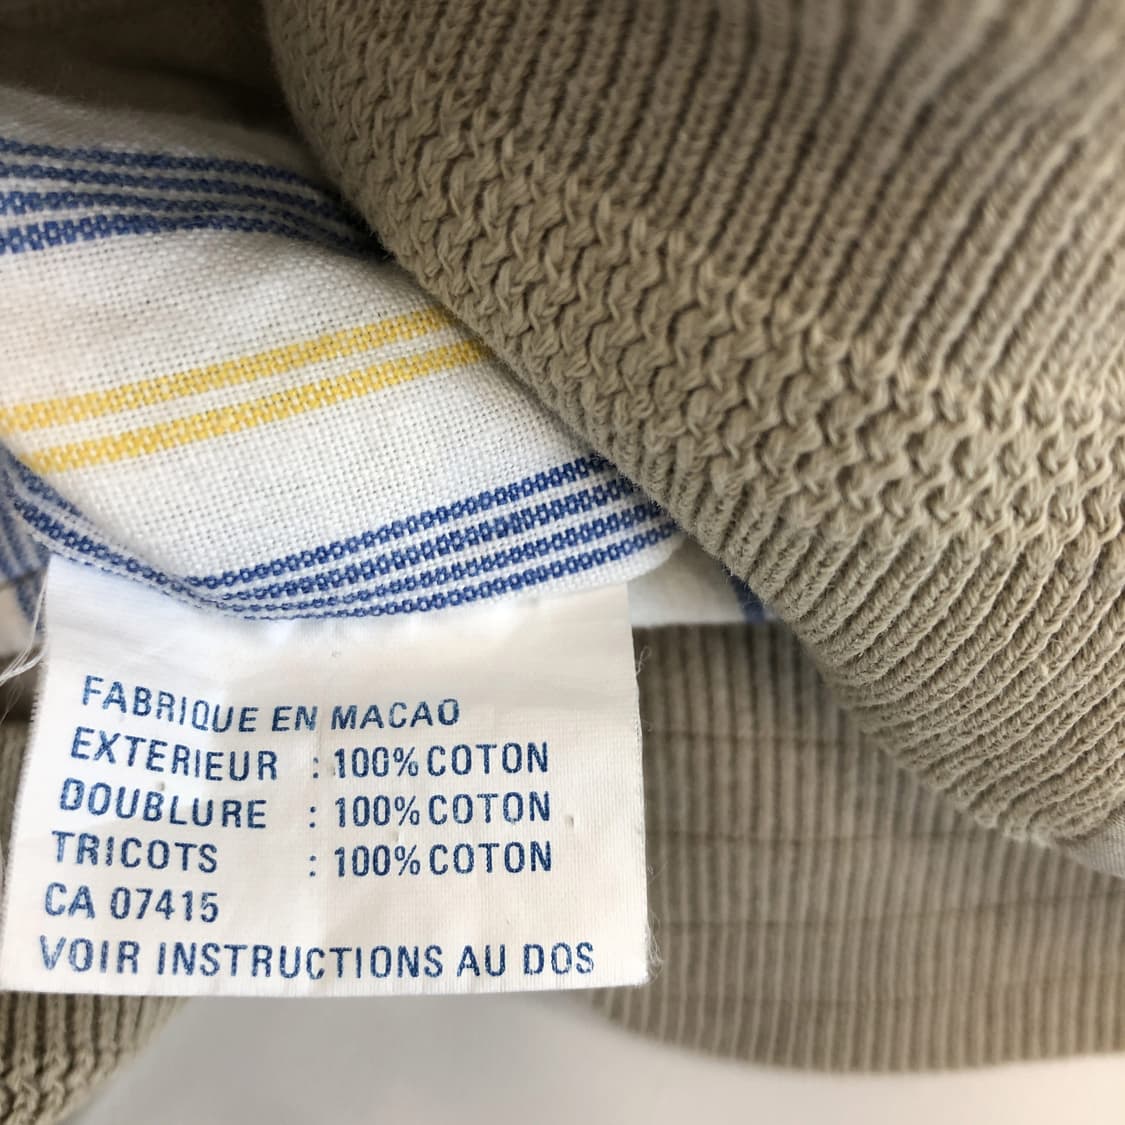 FABRIQUE EN MACAO
EXTERIEUR : 100% COTON
DOUBLURE : 100% COTON
TRICOTS : 100% COTON
CA 07415
VOIR INSTRUCTIONS AU DOS